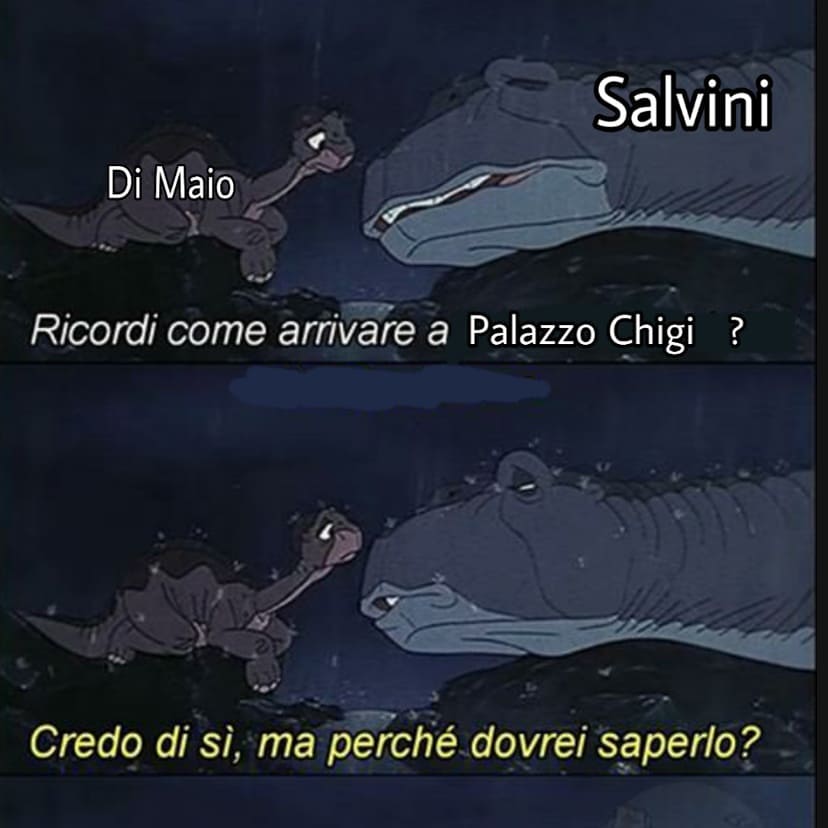 Salvini
Di Maio
Ricordi come arrivare a Palazzo Chigi ?
Credo di sì, ma perché dovrei saperlo?